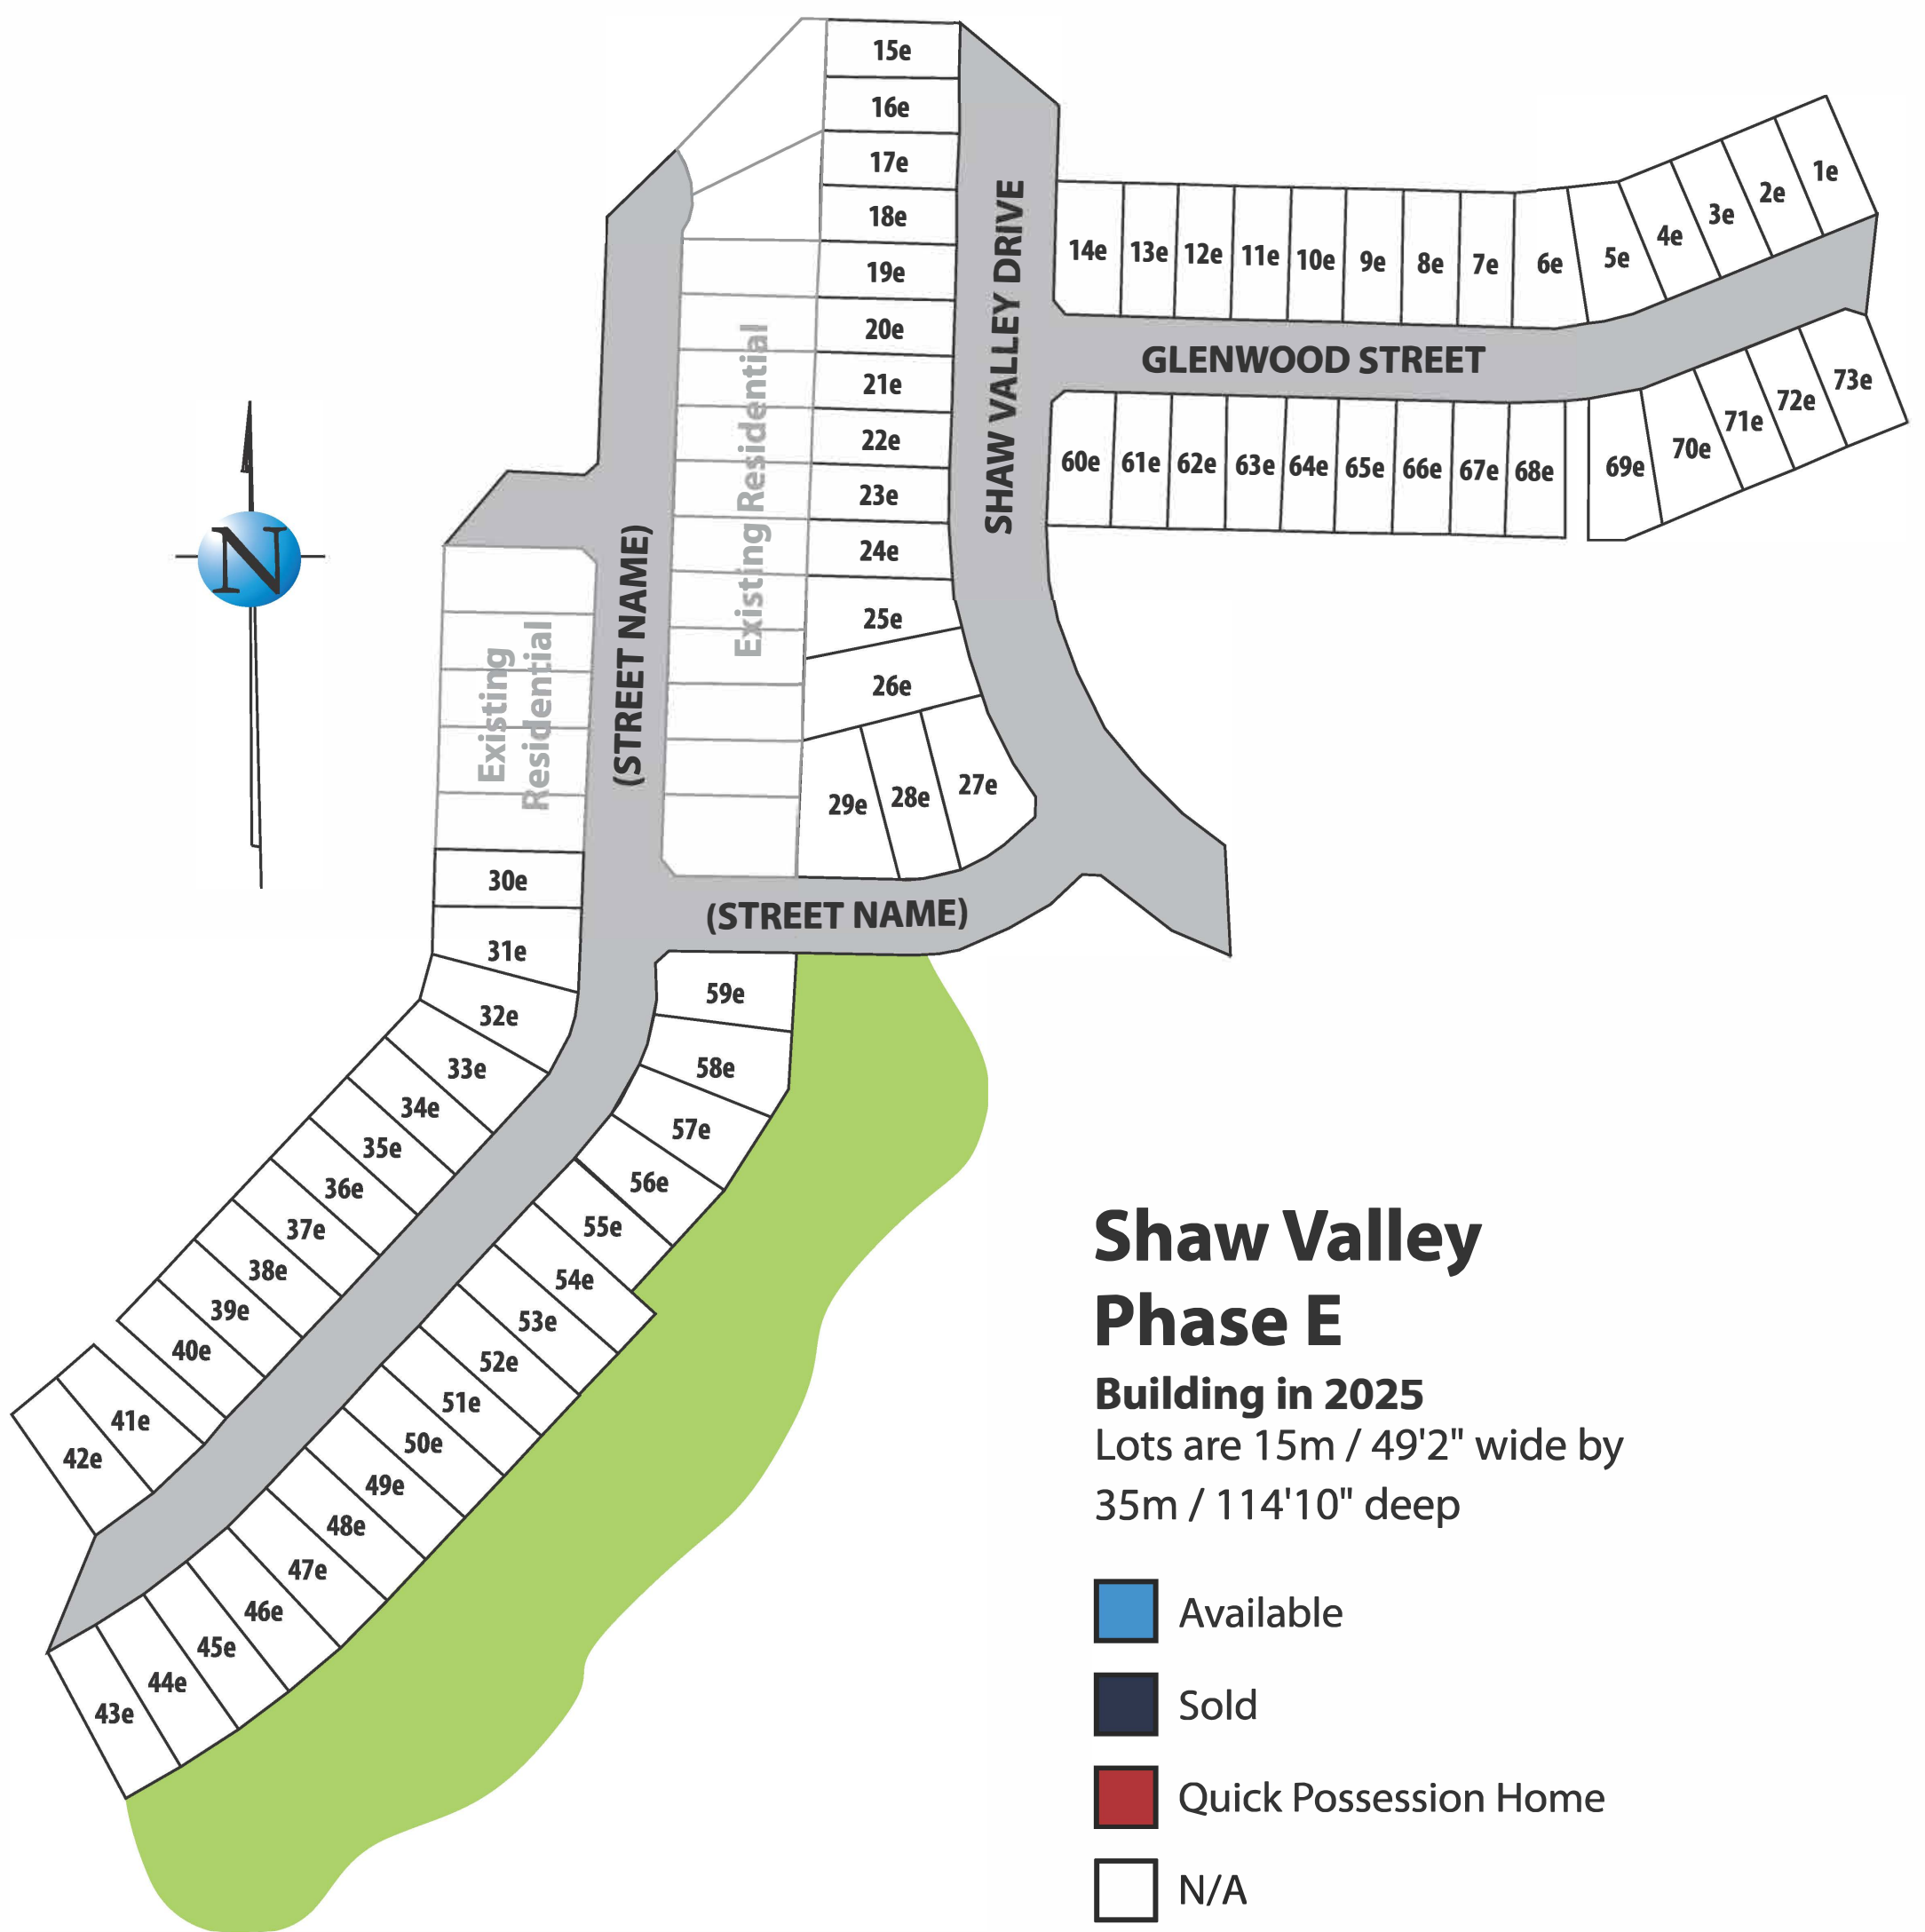 15e
16e
17e
18e
19e
20e
21e
22e
23e
24e
25e
26e
29e 28e 27e
SHAW VALLEY DRIVE
14e 13e 12e 11e 10e 9e 8e 7e 6e 5e 4e 3e 2e 1e
GLENWOOD STREET
60e 61e 62e 63e 64e 65e 66e 67e 68e 69e 70e 71e 72e 73e
Existing Residential
(STREET NAME)
Existing
Residential
N
(STREET NAME)
30e
31e
32e
33e
34e
35e
36e
37e
38e
39e
40e
41e
42e
59e
58e
57e
56e
55e
54e
53e
52e
51e
50e
49e
48e
47e
46e
45e
44e
43e
Shaw Valley
Phase E
Building in 2025
Lots are 15m / 49'2" wide by
35m / 114'10" deep
Available
Sold
Quick Possession Home
N/A